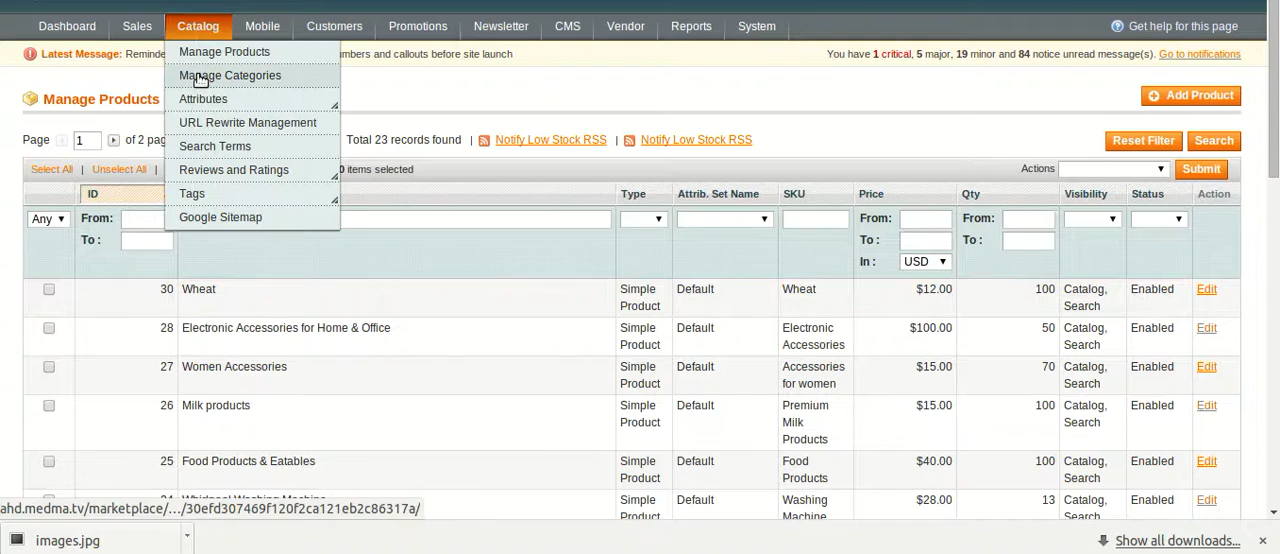 Dashboard Sales Catalog Mobile Customers Promotions Newsletter CMS Vendor Reports System Get help for this page
Latest Message: Reminde umbers and callouts before site launch You have 1 critical, 5 major, 19 minor and 84 notice unread message(s). Go to notifications
Manage Products
Manage Categories
Attributes
URL Rewrite Management
Search Terms
Reviews and Ratings
Tags
Google Sitemap
Manage Products Add Product
Page 1 of 2 pag Total 23 records found | Notify Low Stock RSS | Notify Low Stock RSS Reset Filter Search
Select All | Unselect All | 0 items selected Actions Submit
ID Type Attrib. Set Name SKU Price Qty Visibility Status Action
Any From: From: From:
To : To : To :
In : USD
30 Wheat Simple Product Default Wheat $12.00 100 Catalog, Search Enabled Edit
28 Electronic Accessories for Home & Office Simple Product Default Electronic Accessories $100.00 50 Catalog, Search Enabled Edit
27 Women Accessories Simple Product Default Accessories for women $15.00 70 Catalog, Search Enabled Edit
26 Milk products Simple Product Default Premium Milk Products $15.00 100 Catalog, Search Enabled Edit
25 Food Products & Eatables Simple Product Default Food Products $40.00 100 Catalog, Search Enabled Edit
Whirlpool Washing Machine Simple Product Default Washing Machine $28.00 13 Catalog, Search Enabled Edit
ahd.medma.tv/marketplace/.../30efd307469f120f2ca121eb2c86317a/
images.jpg Show all downloads...